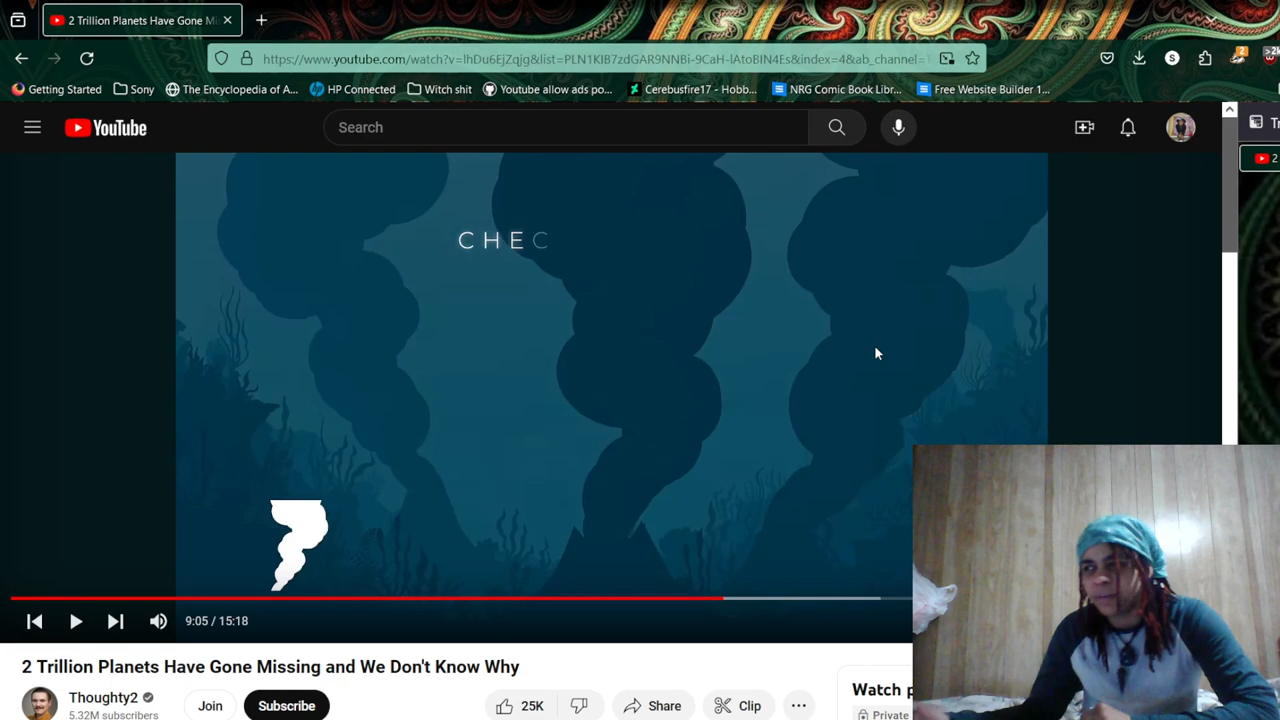 2 Trillion Planets Have Gone Mi
https://www.youtube.com/watch?v=lhDu6EJZqjg&list=PLN1KIB7zdGAR9NNBi-9CaH-lAtoBIN4Es&index=4&ab_channel=
2
Getting Started
Sony
The Encyclopedia of A...
HP Connected
Witch shit
Youtube allow ads po...
Cerebusfire17 - Hobb...
NRG Comic Book Libr...
Free Website Builder 1...
YouTube
Search
2
CHEC
9:05 / 15:18
2 Trillion Planets Have Gone Missing and We Don't Know Why
Thoughty2
5.32M subscribers
Join
Subscribe
25K
Share
Clip
Watch p
Private